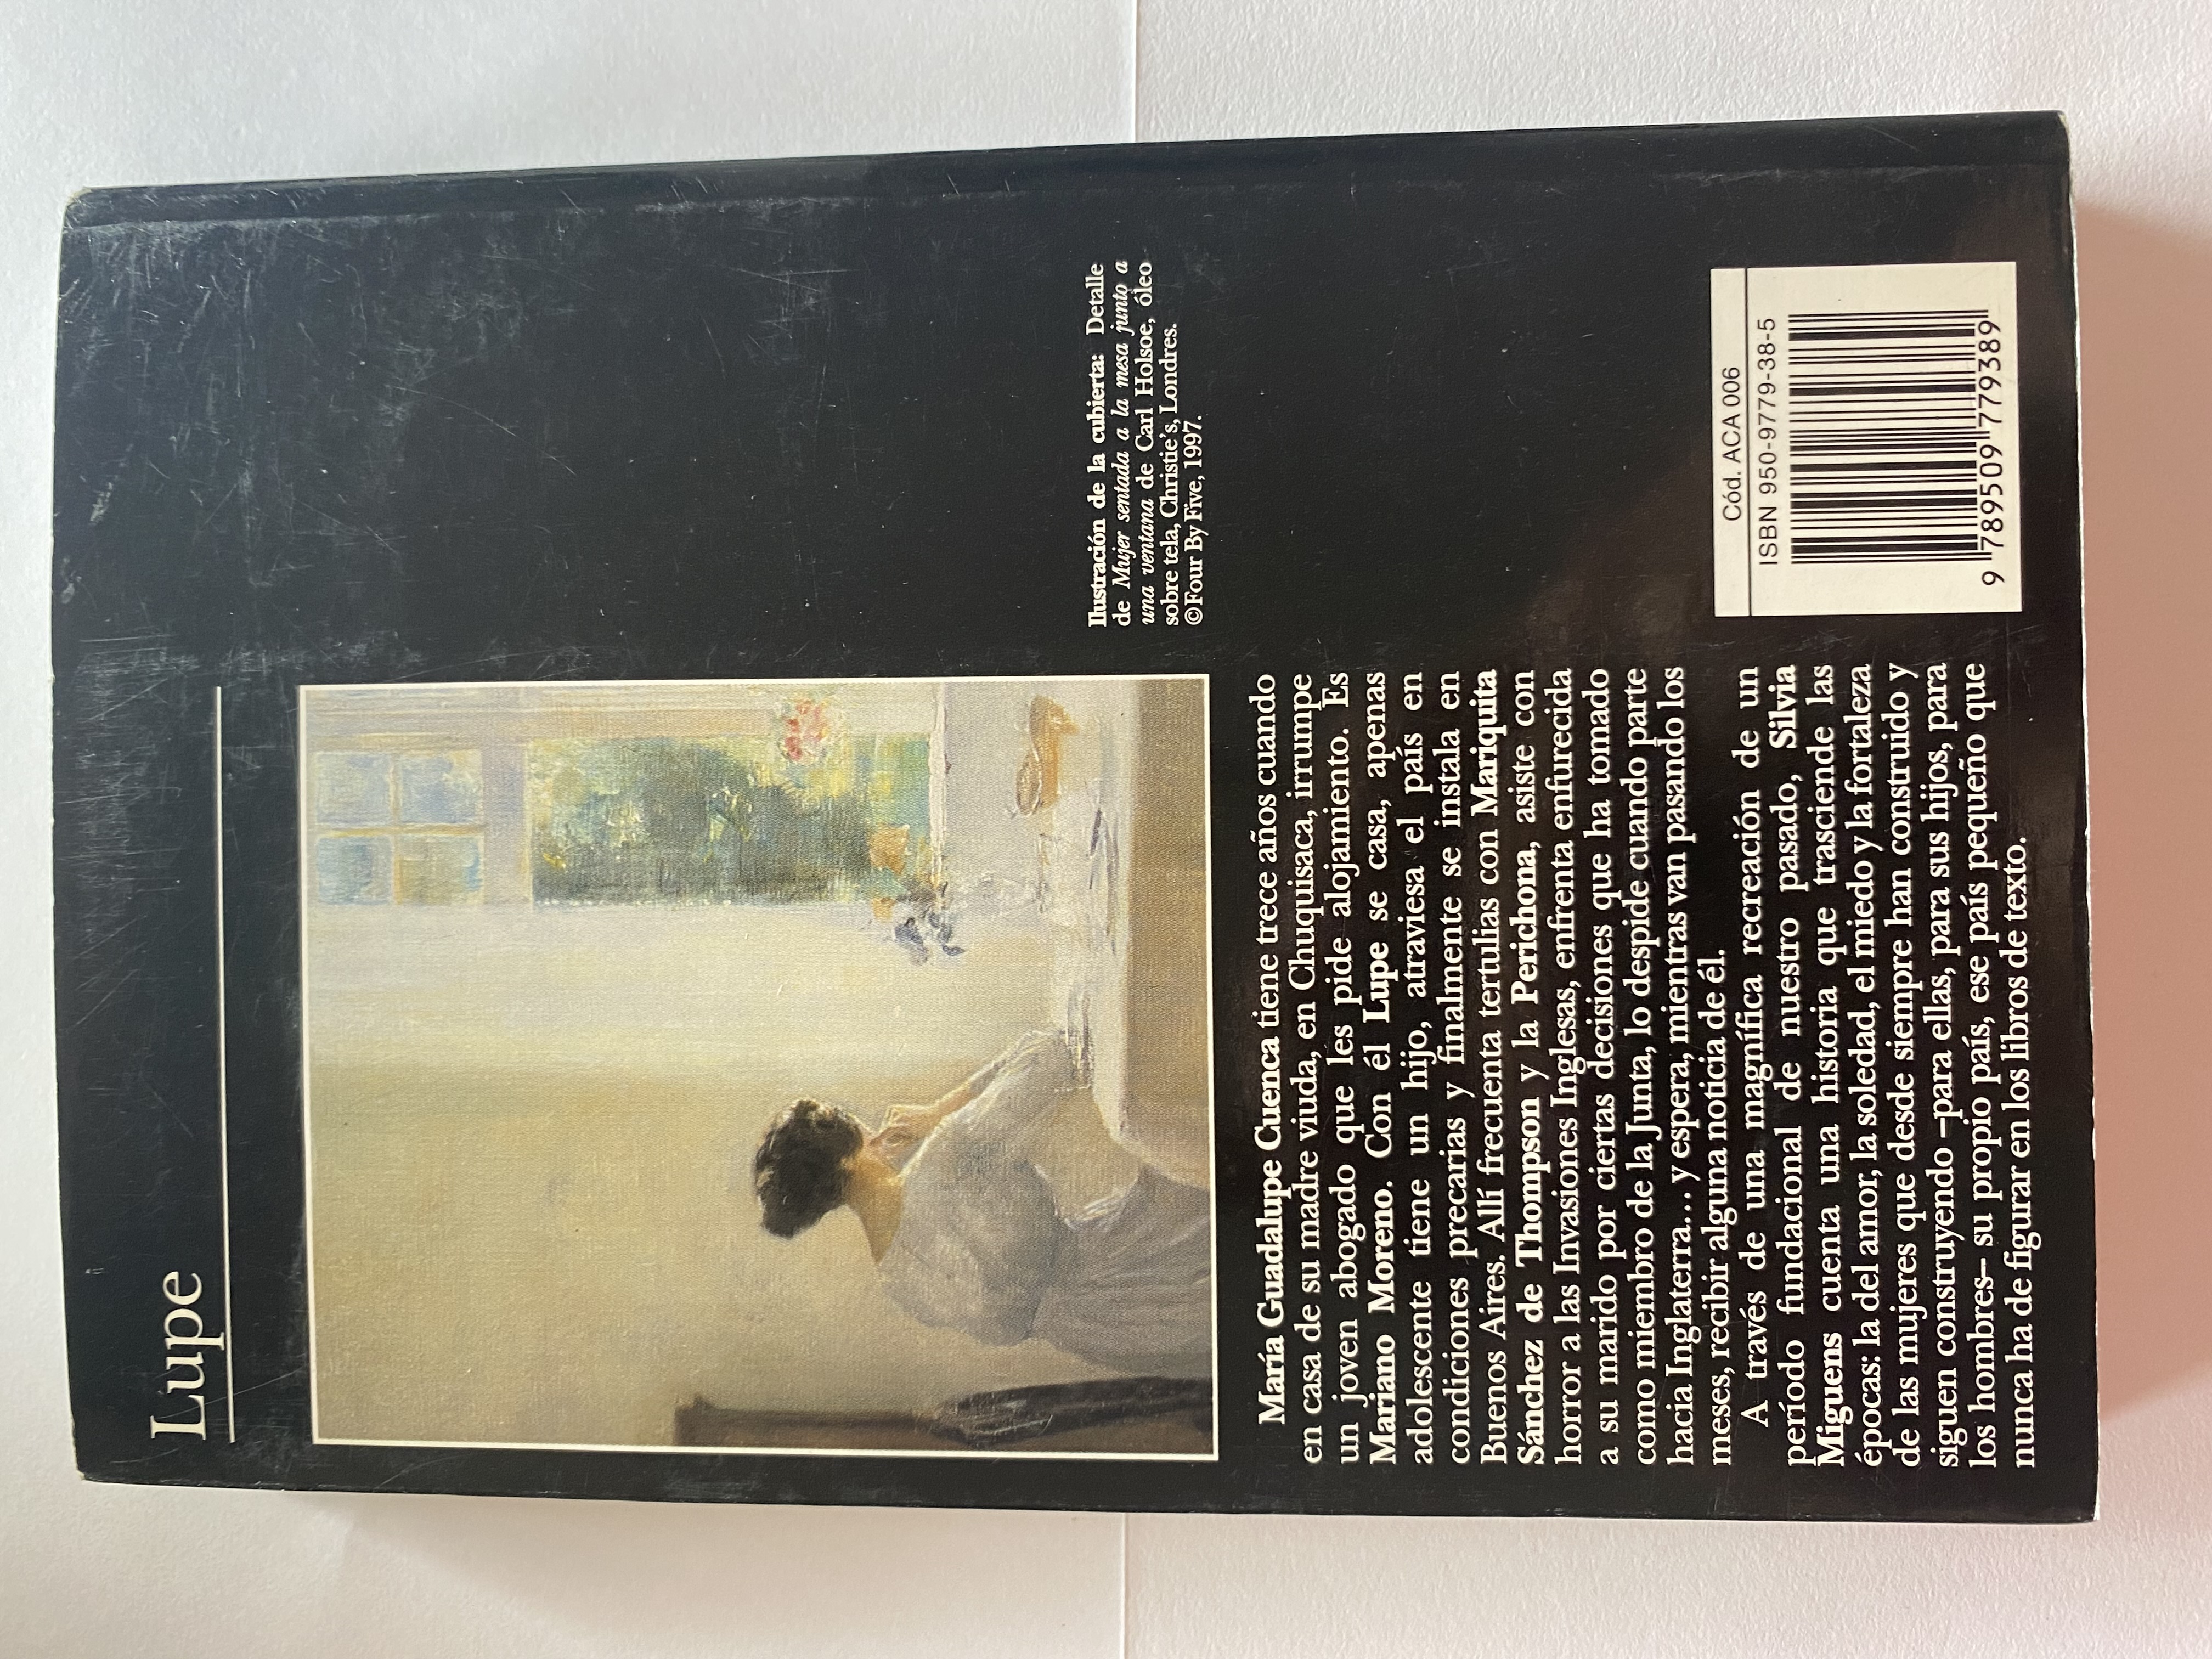 Lupe
Ilustración de la cubierta: Detalle
de Mujer sentada a la mesa junto a
una ventana de Carl Holsoe, óleo
sobre tela, Christie's, Londres.
©Four By Five, 1997.
María Guadalupe Cuenca tiene trece años cuando
en casa de su madre viuda, en Chuquisaca, irrumpe
un joven abogado que les pide alojamiento. Es
Mariano Moreno. Con él Lupe se casa, apenas
adolescente tiene un hijo, atraviesa el país en
condiciones precarias y finalmente se instala en
Buenos Aires. Allí frecuenta tertulias con Mariquita
Sánchez de Thompson y la Perichona, asiste con
horror a las Invasiones Inglesas, enfrenta enfurecida
a su marido por ciertas decisiones que ha tomado
como miembro de la Junta, lo despide cuando parte
hacia Inglaterra... y espera, mientras van pasando los
meses, recibir alguna noticia de él.
A través de una magnífica recreación de un
período fundacional de nuestro pasado, Silvia
Miguens cuenta una historia que trasciende las
épocas: la del amor, la soledad, el miedo y la fortaleza
de las mujeres que desde siempre han construido y
siguen construyendo –para ellas, para sus hijos, para
los hombres– su propio país, ese país pequeño que
nunca ha de figurar en los libros de texto.
Cód. ACA 006
ISBN 950-9779-38-5
9 789509 779389